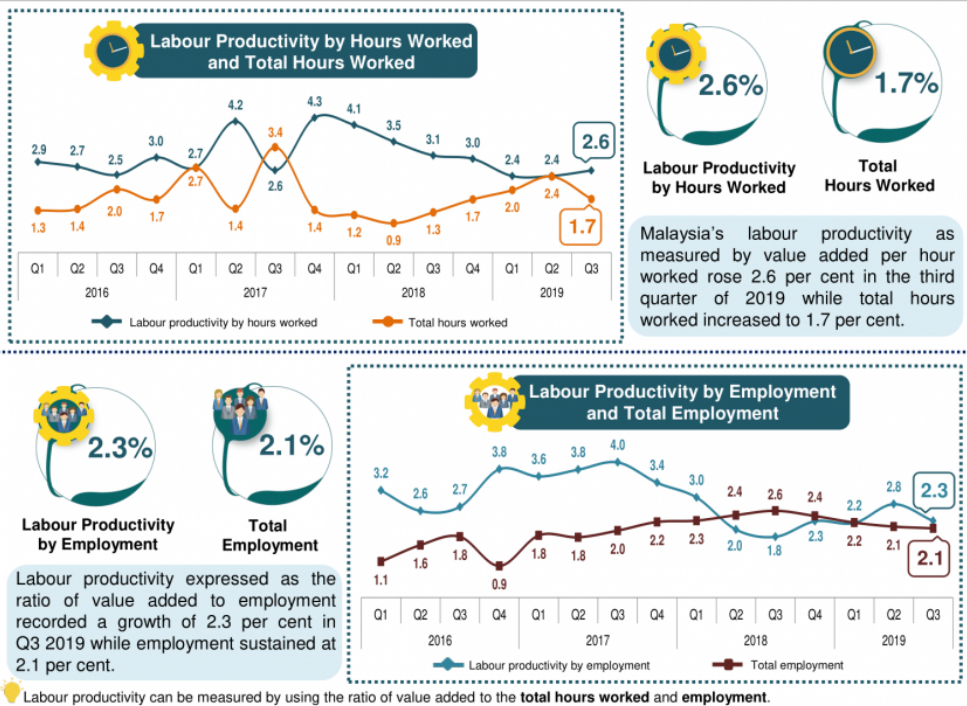 Labour Productivity by Hours Worked
and Total Hours Worked
4.2
4.3
4.1
3.4
3.5
2.9
2.7
2.5
3.0
2.7
3.1
3.0
2.4
2.4
2.6
2.7
2.6
1.3
1.4
2.0
1.7
1.4
1.4
1.2
0.9
1.3
1.7
2.0
2.4
1.7
Q1 Q2 Q3 Q4 Q1 Q2 Q3 Q4 Q1 Q2 Q3 Q4 Q1 Q2 Q3
2016 2017 2018 2019
Labour productivity by hours worked Total hours worked
2.6%
Labour Productivity
by Hours Worked
1.7%
Total
Hours Worked
Malaysia's labour productivity as
measured by value added per hour
worked rose 2.6 per cent in the third
quarter of 2019 while total hours
worked increased to 1.7 per cent.
2.3%
Labour Productivity
by Employment
2.1%
Total
Employment
Labour productivity expressed as the
ratio of value added to employment
recorded a growth of 2.3 per cent in
Q3 2019 while employment sustained at
2.1 per cent.
Labour Productivity by Employment
and Total Employment
3.2
2.6
2.7
3.8
3.6
3.8
4.0
3.4
3.0
2.4
2.6
2.4
2.2
2.8
2.3
1.1
1.6
1.8
0.9
1.8
1.8
2.0
2.2
2.3
2.0
1.8
2.3
2.2
2.1
2.1
Q1 Q2 Q3 Q4 Q1 Q2 Q3 Q4 Q1 Q2 Q3 Q4 Q1 Q2 Q3
2016 2017 2018 2019
Labour productivity by employment Total employment
Labour productivity can be measured by using the ratio of value added to the total hours worked and employment.